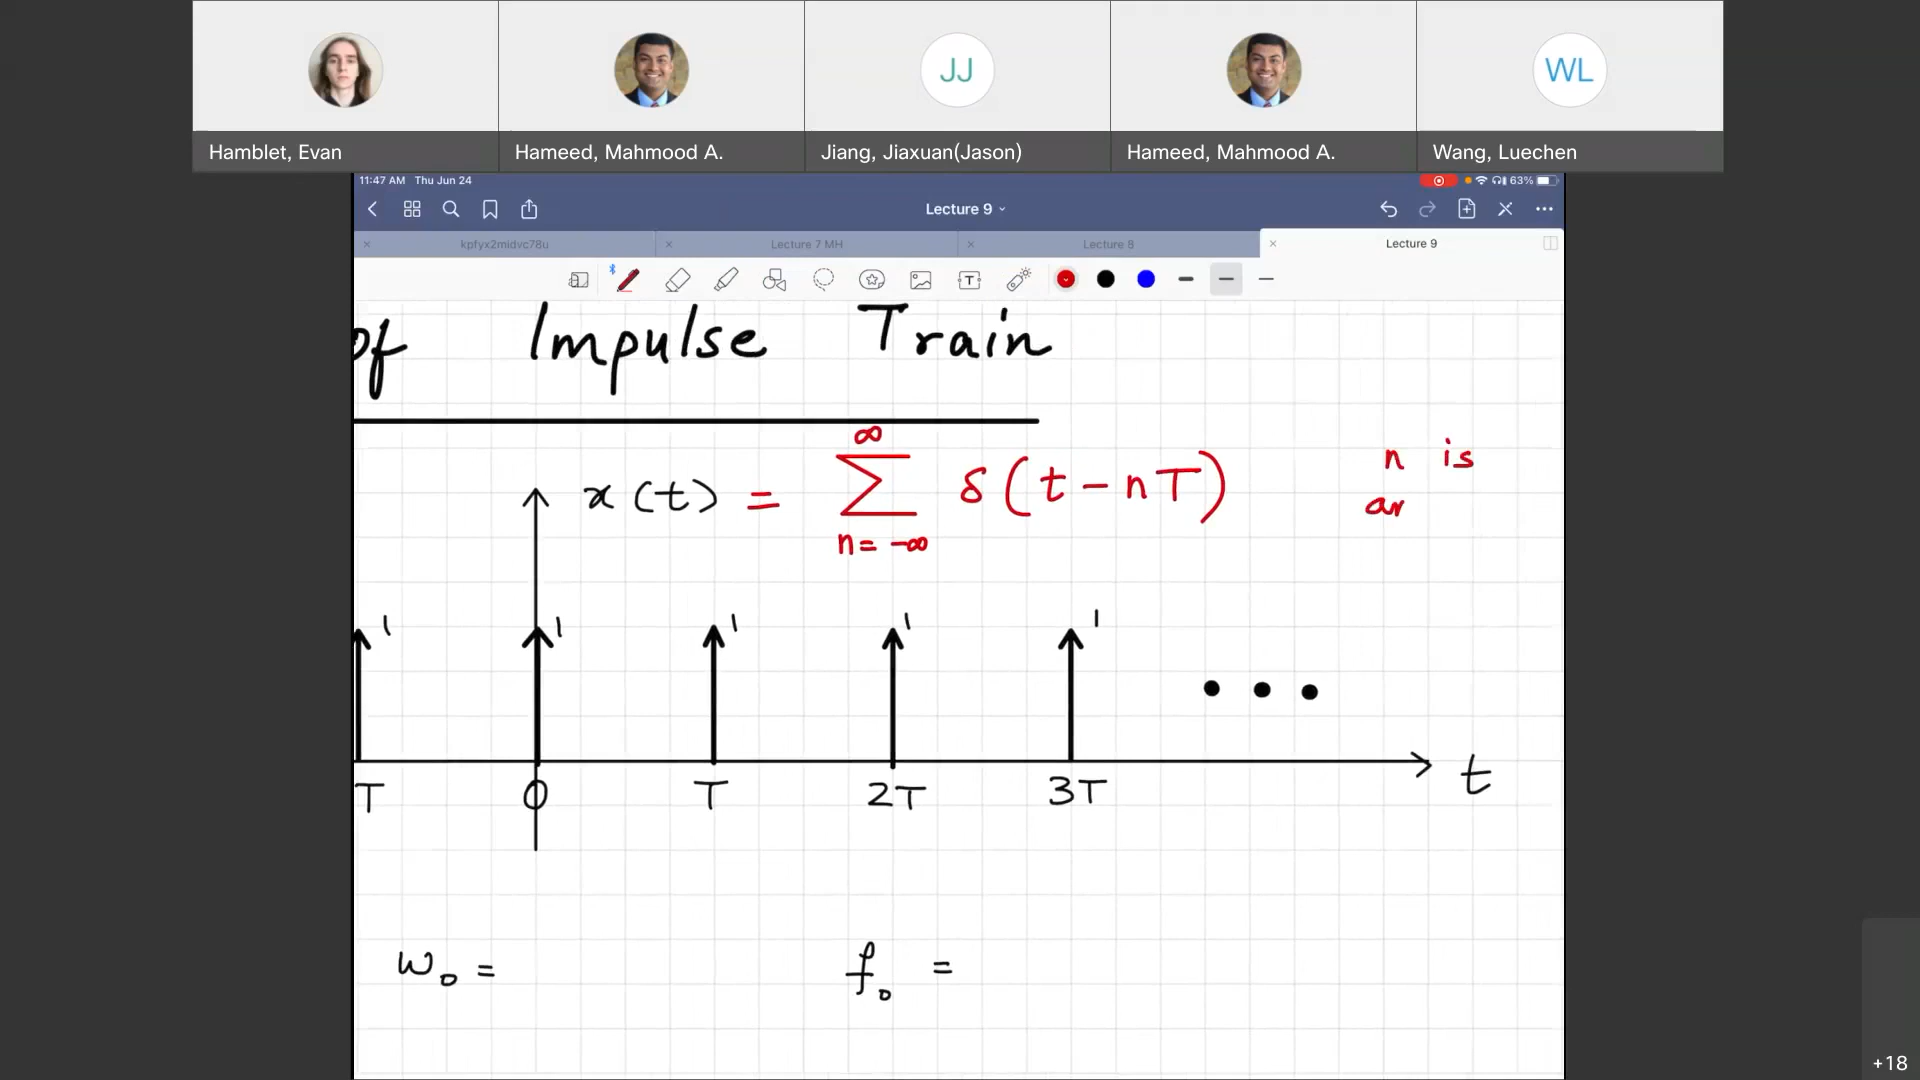 JJ
WL
Hamblet, Evan
Hameed, Mahmood A.
Jiang, Jiaxuan(Jason)
Hameed, Mahmood A.
Wang, Luechen
11:47 AM Thu Jun 24
63%
Lecture 9
kpfyx2midvc78u
Lecture 7 MH
Lecture 8
Lecture 9
of Impulse Train
x(t) = ∞ Σ n = -∞ δ(t - nT)
n is
an
1 1 1 1 1
T 0 T 2T 3T t
ω₀ =
f₀ =
+18